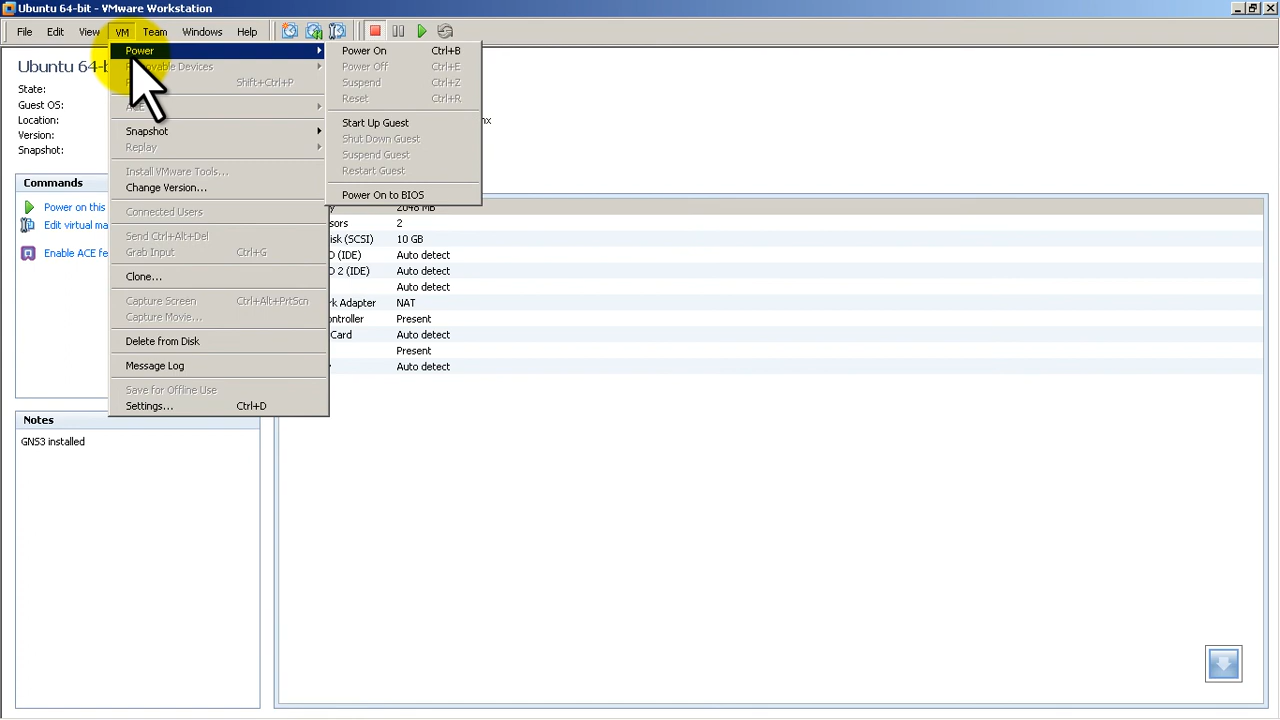 Ubuntu 64-bit - VMware Workstation
File Edit View VM Team Windows Help
Ubuntu 64-b
State:
Guest OS:
Location:
Version:
Snapshot:
nx
Power
Removable Devices
Shift+Ctrl+P
ACE
Snapshot
Replay
Install VMware Tools...
Change Version...
Connected Users
Send Ctrl+Alt+Del
Grab Input Ctrl+G
Clone...
Capture Screen Ctrl+Alt+PrtScn
Capture Movie...
Delete from Disk
Message Log
Save for Offline Use
Settings... Ctrl+D
Power On Ctrl+B
Power Off Ctrl+E
Suspend Ctrl+Z
Reset Ctrl+R
Start Up Guest
Shut Down Guest
Suspend Guest
Restart Guest
Power On to BIOS
Commands
Power on this
Edit virtual ma
Enable ACE fe
2048 MB
sors 2
isk (SCSI) 10 GB
(IDE) Auto detect
2 (IDE) Auto detect
Auto detect
rk Adapter NAT
ontroller Present
Card Auto detect
Present
Auto detect
Notes
GNS3 installed